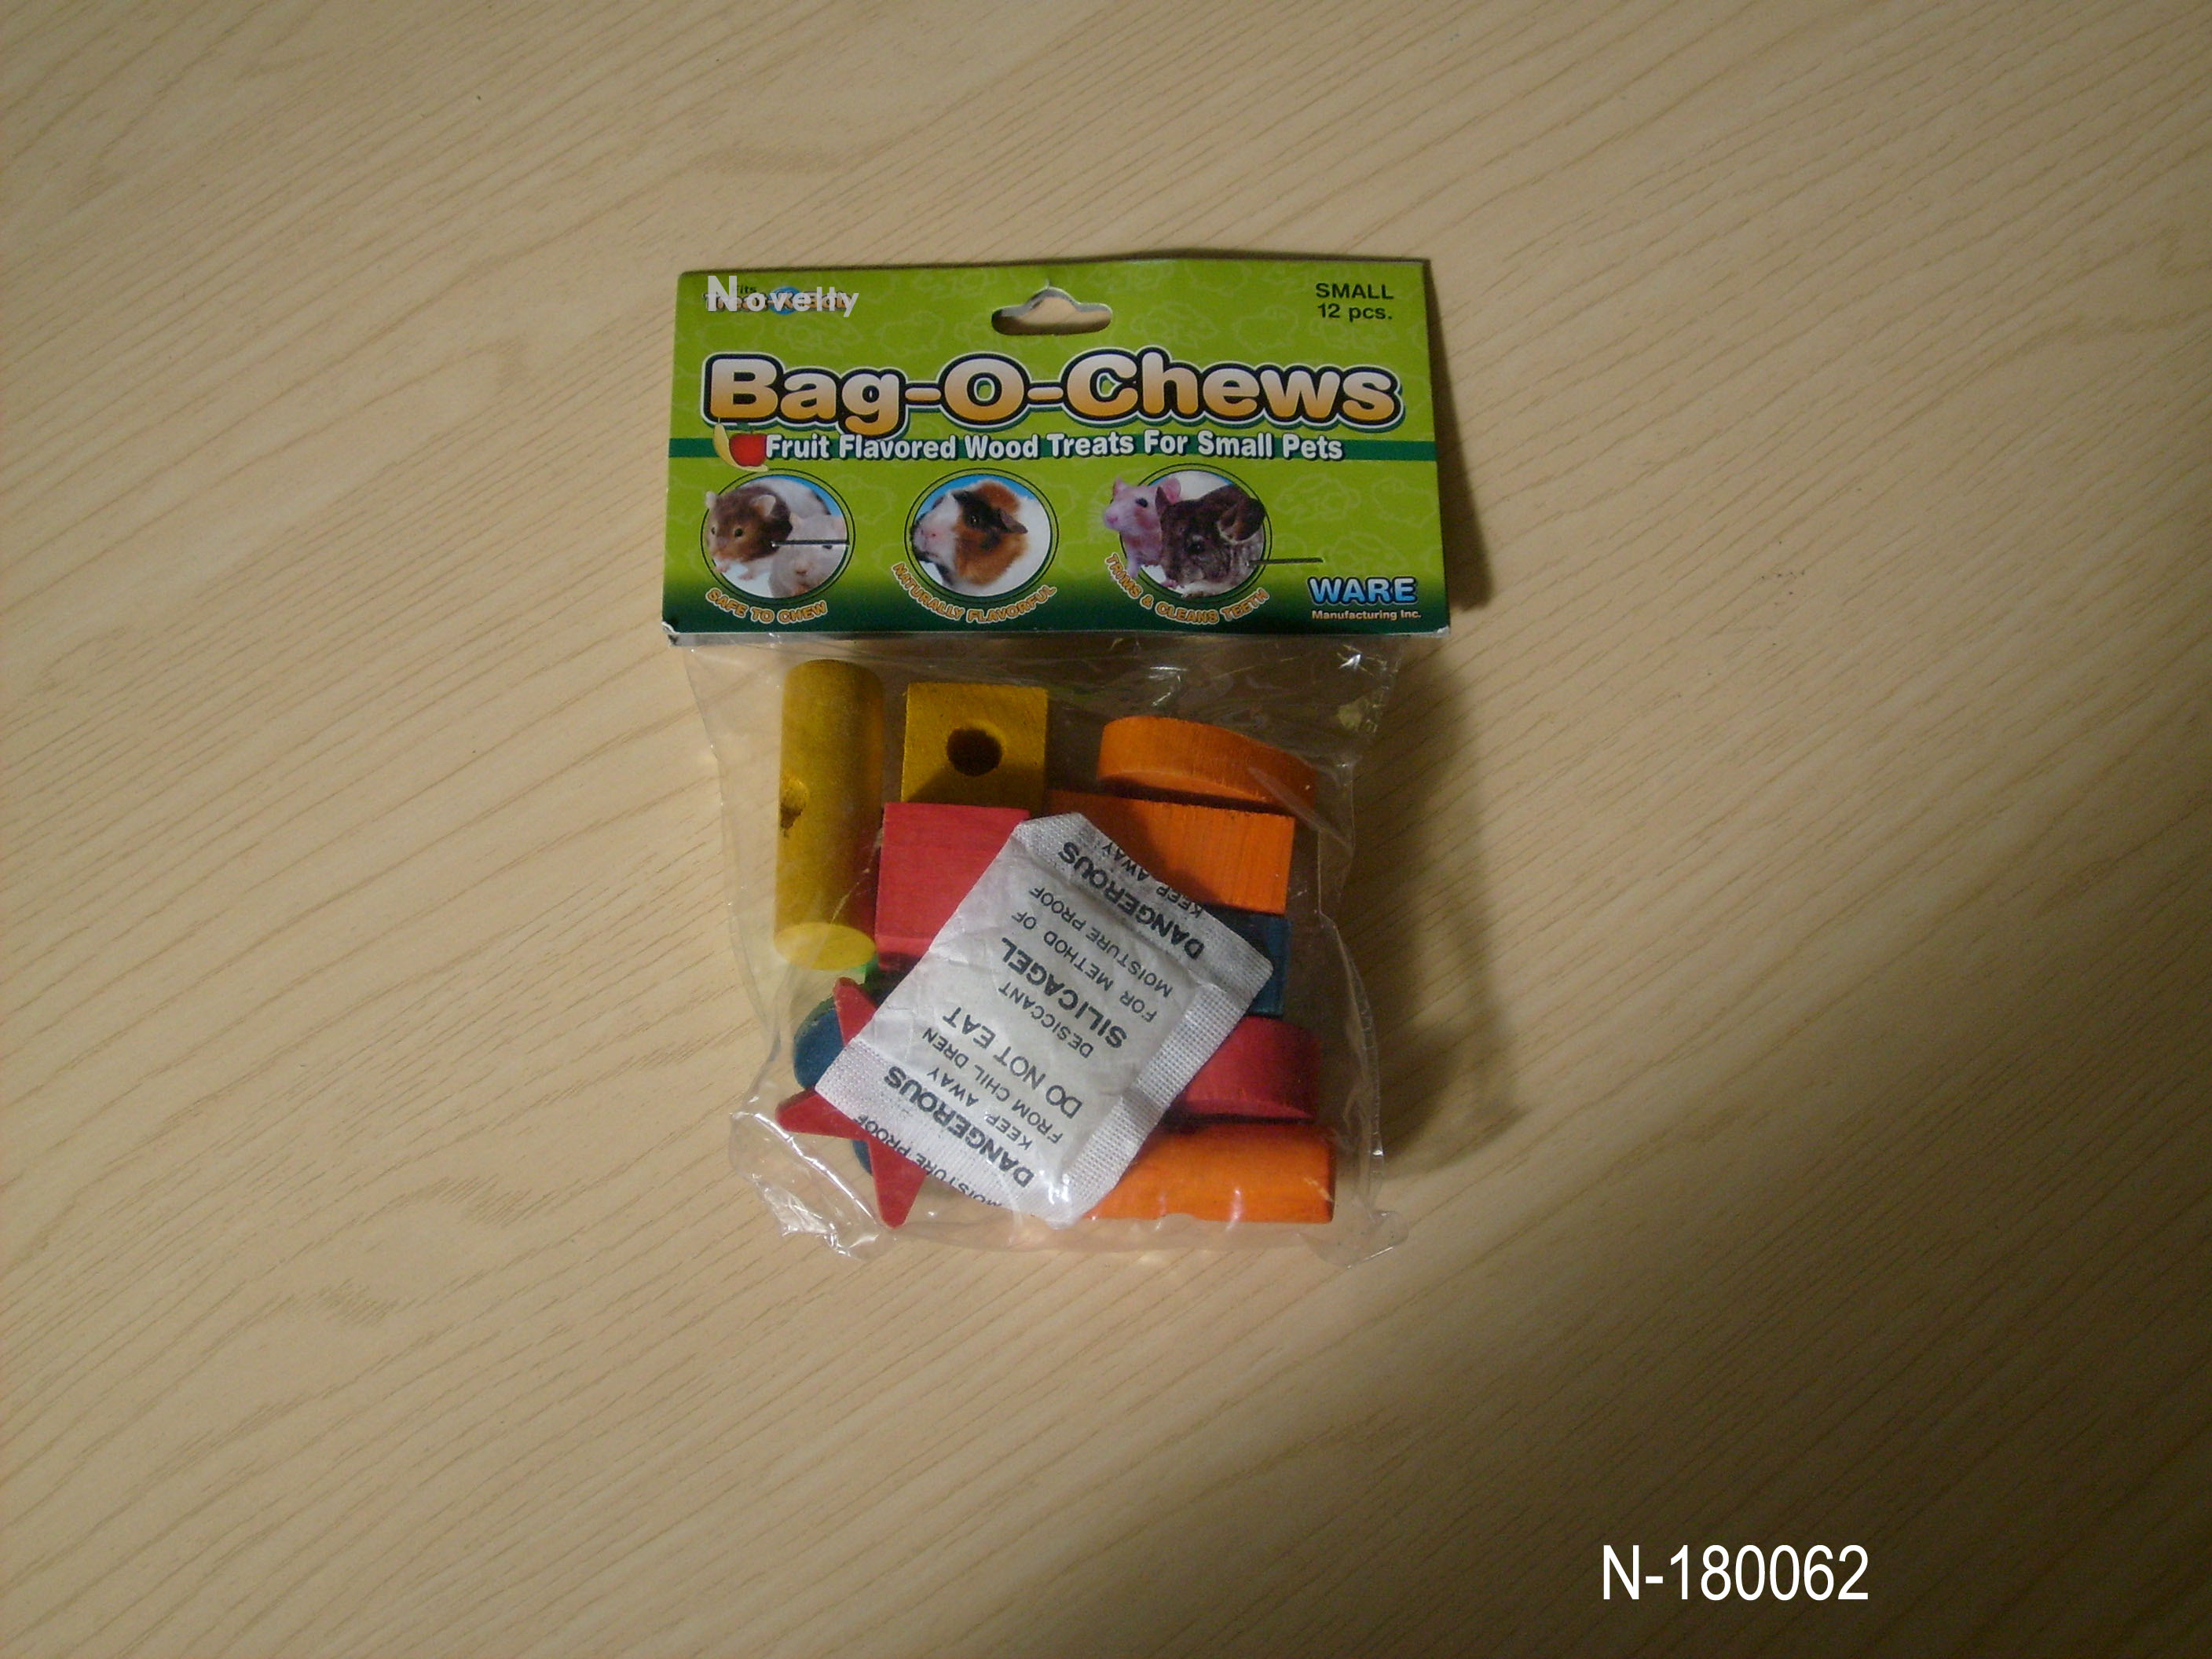 Novelty
SMALL
12 pcs.
Bag-O-Chews
Fruit Flavored Wood Treats For Small Pets
SAFE TO CHEW
NATURALLY FLAVORFUL
TRIMS & CLEANS TEETH
WARE
Manufacturing Inc.
MOISTURE PROOF
DANGEROUS
KEEP AWAY
FROM CHIL DREN
DO NOT EAT
DESICCANT
SILICAGEL
FOR METHOD OF
MOISTURE PROOF
DANGEROUS
KEEP AWAY
N-180062